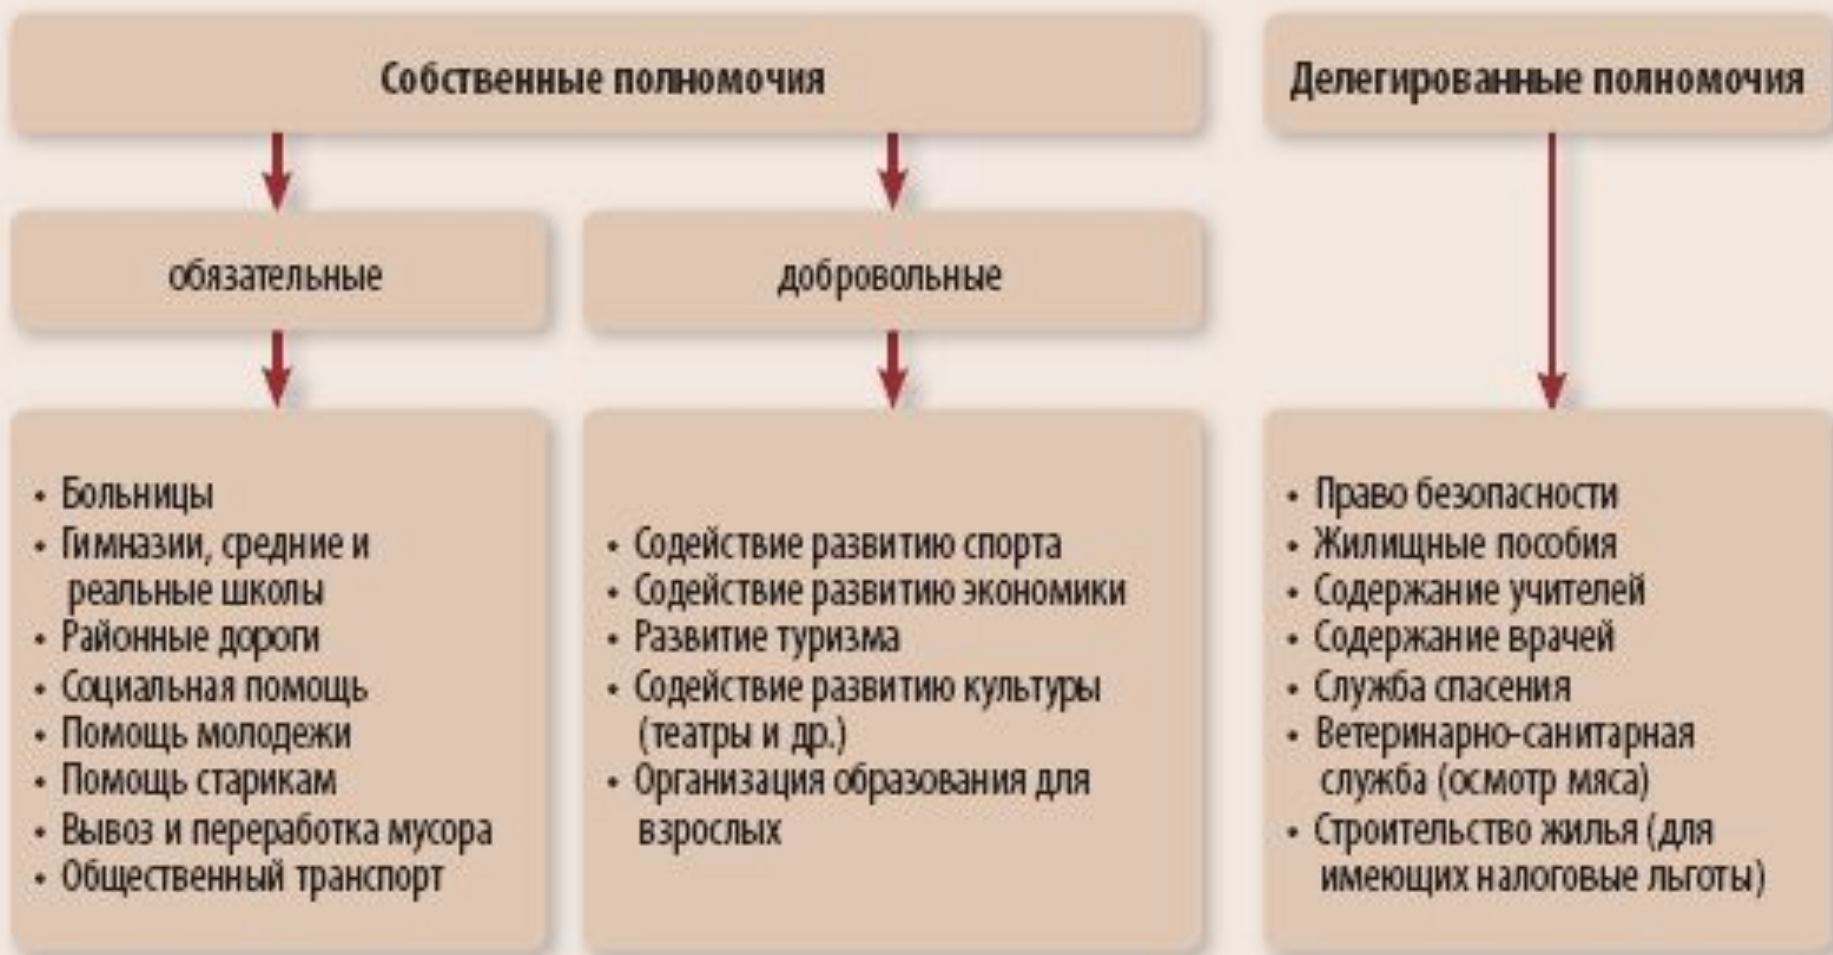 Собственные полномочия
Делегированные полномочия
обязательные
добровольные
• Больницы
• Гимназии, средние и
реальные школы
• Районные дороги
• Социальная помощь
• Помощь молодежи
• Помощь старикам
• Вывоз и переработка мусора
• Общественный транспорт
• Содействие развитию спорта
• Содействие развитию экономики
• Развитие туризма
• Содействие развитию культуры
(театры и др.)
• Организация образования для
взрослых
• Право безопасности
• Жилищные пособия
• Содержание учителей
• Содержание врачей
• Служба спасения
• Ветеринарно-санитарная
служба (осмотр мяса)
• Строительство жилья (для
имеющих налоговые льготы)